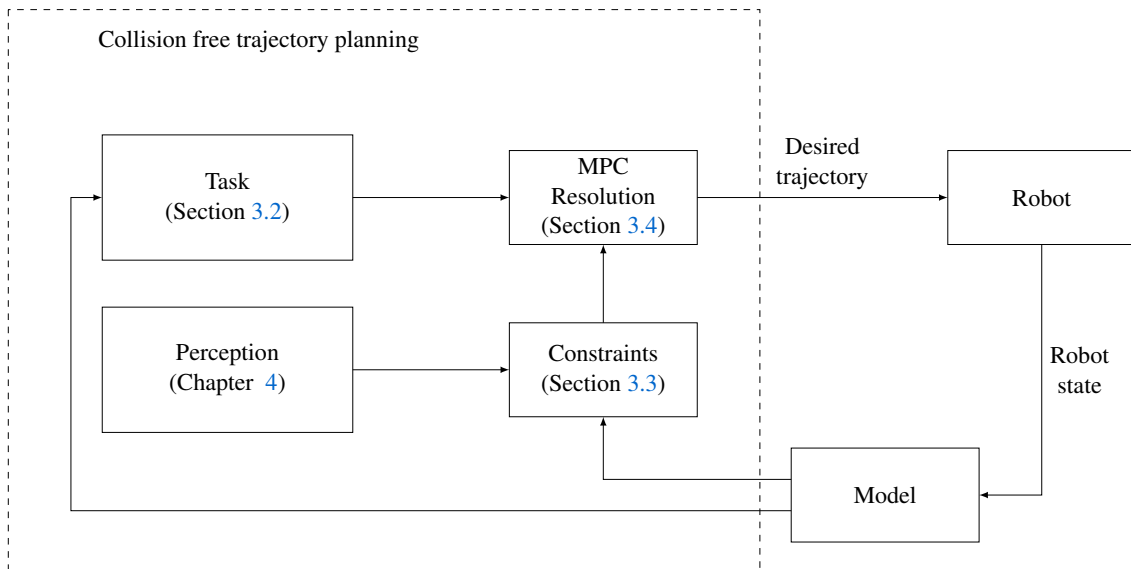 Collision free trajectory planning
Task
(Section 3.2)
MPC
Resolution
(Section 3.4)
Desired
trajectory
Robot
Perception
(Chapter 4)
Constraints
(Section 3.3)
Robot
state
Model